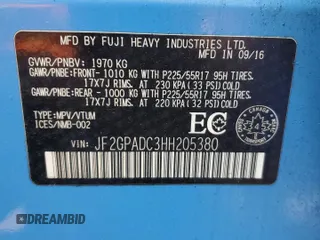 MFD BY FUJI HEAVY INDUSTRIES LTD.
IN 09/16
GVWR/PNBV: 1970 KG
GAWR/PNBE:FRONT- 1010 KG WITH P225/55R17 95H TIRES
17X7J RIMS. AT 230 KPA (33 PSI) COLD
GAWR/PNBE:REAR - 1000 KG WITH P225/55R17 95H TIRES
17X7J RIMS. AT 220 KPA (32 PSI) COLD
TYPE:MPV/VTUM
ICES/NMB-002
EC
CANADA
VIN: JF2GPADC3HH205380
©DREAMBID
DREAMBID.COM